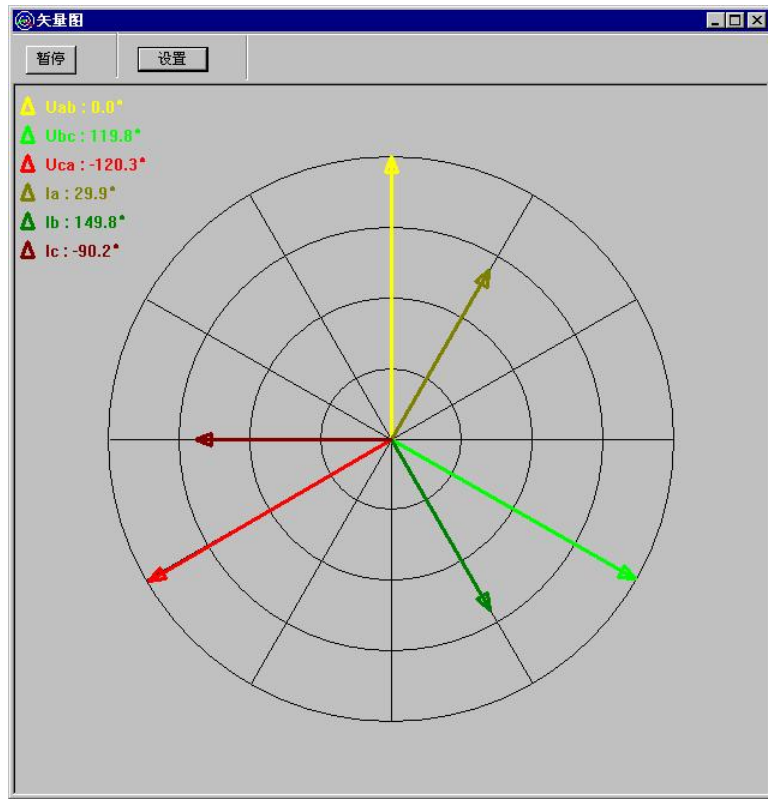 矢量图
暂停 设置
Δ Uab : 0.0°
Δ Ubc : 119.8°
Δ Uca : -120.3°
Δ Ia : 29.9°
Δ Ib : 149.8°
Δ Ic : -90.2°